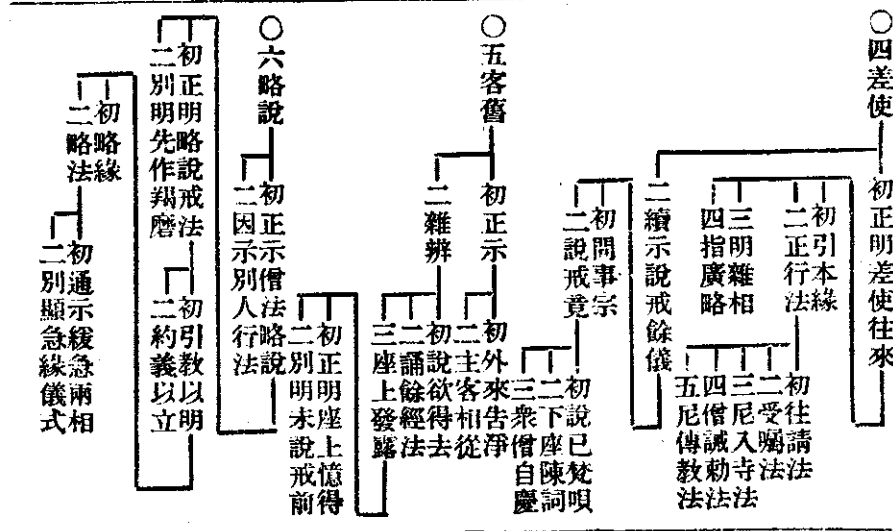 ○四差使
初正明差使往來
初引本緣
二正行法
初往請法
二受囑法
三尼入寺法
四僧誡勅法
五尼傳教法
三明雜相
四指廣略
二續示說戒餘儀
初問事宗
二說戒竟
初說已梵唄
二下座陳詞
三衆僧自慶
○五客舊
初正示
初外來告淨
二主客相從
二雜辨
初說欲得去
二誦餘經法
三座上發露
初正明座上憶得
二別明未說戒前
○六略說
初正示僧法略說
二因示別人行法
初正明略說戒法
初引教以明
二約義以立
二別明先作羯磨
初略緣
二略法
初通示緩急兩相
二別顯急緣儀式